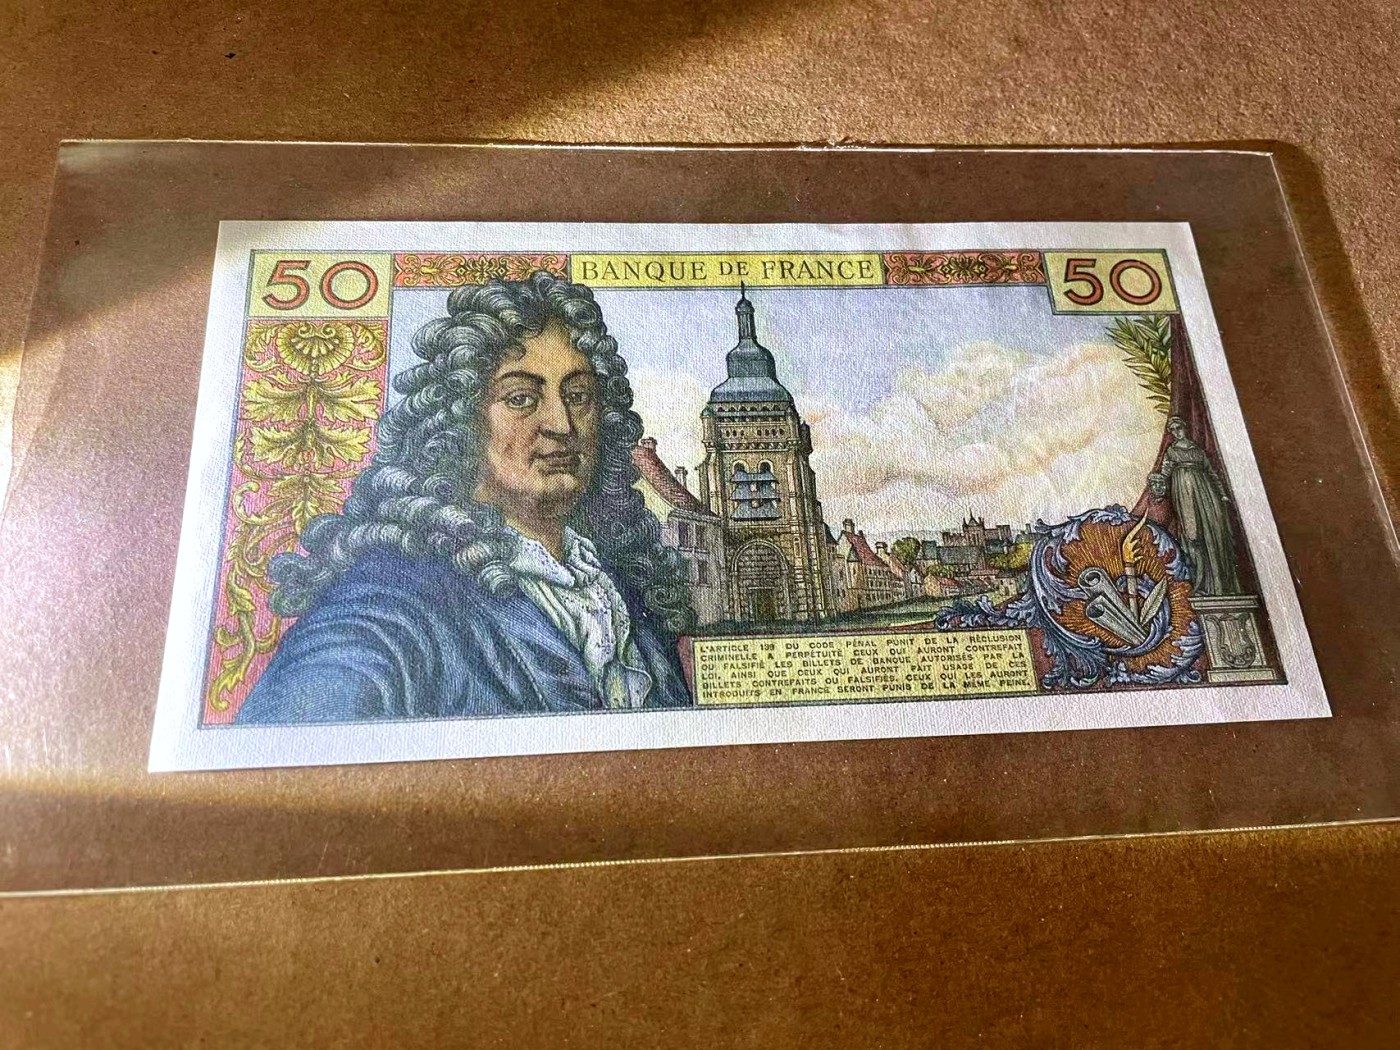 50
BANQUE DE FRANCE
50
L'ARTICLE 139 DU CODE PÉNAL PUNIT DE LA RÉCLUSION
CRIMINELLE A PERPÉTUITÉ CEUX QUI AURONT CONTREFAIT
OU FALSIFIÉ LES BILLETS DE BANQUE AUTORISÉS PAR LA
LOI, AINSI QUE CEUX QUI AURONT FAIT USAGE DE CES
BILLETS CONTREFAITS OU FALSIFIÉS. CEUX QUI LES AURONT
INTRODUITS EN FRANCE SERONT PUNIS DE LA MÊME PEINE.